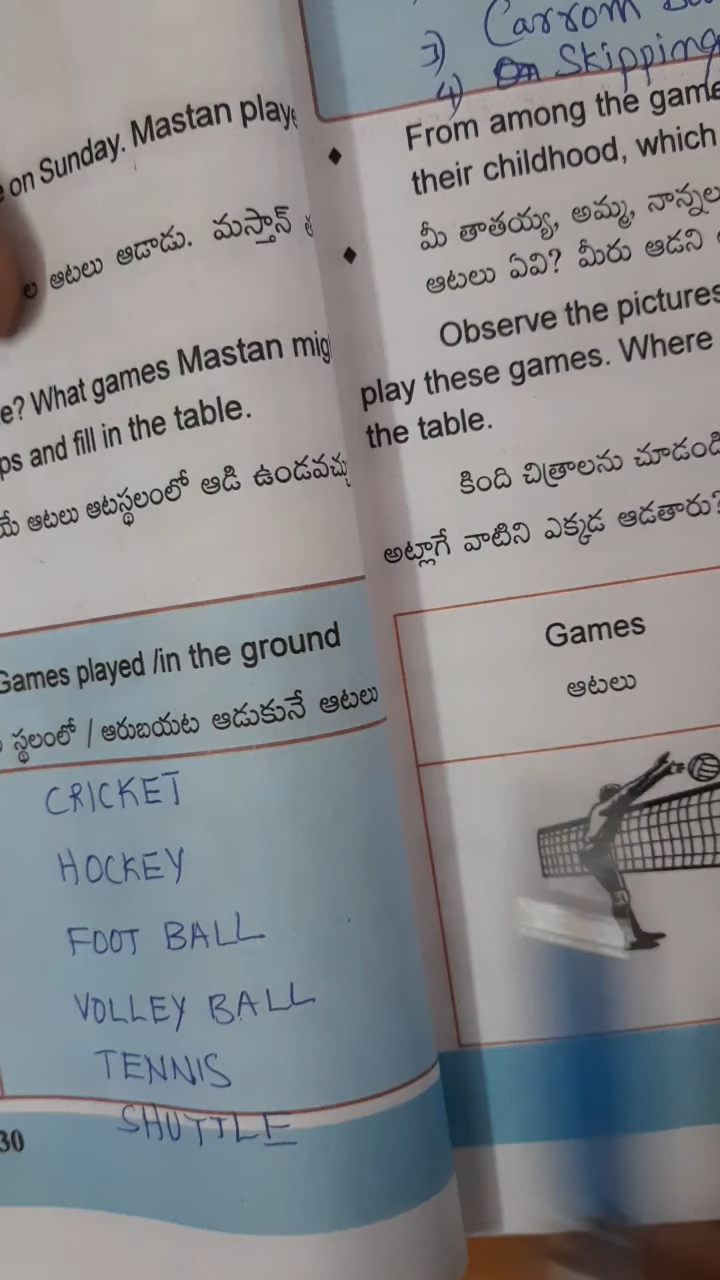 on Sunday. Mastan playe
ఆటలు ఆడాడు. మస్తాన్
e? What games Mastan mig
ps and fill in the table.
యే ఆటలు ఆటస్థలంలో ఆడి ఉండవచ్చు
Games played /in the ground
స్థలంలో / ఆరుబయట ఆడుకునే ఆటలు
CRICKET
HOCKEY
FOOT BALL
VOLLEY BALL
TENNIS
SHUTTLE
30
3) Carrom
4) Skipping
From among the game
their childhood, which
మీ తాతయ్య, అమ్మ, నాన్నల
ఆటలు ఏవి? మీరు ఆడని
Observe the pictures
play these games. Where
the table.
కింది చిత్రాలను చూడండి
అట్లాగే వాటిని ఎక్కడ ఆడతారు?
Games
ఆటలు